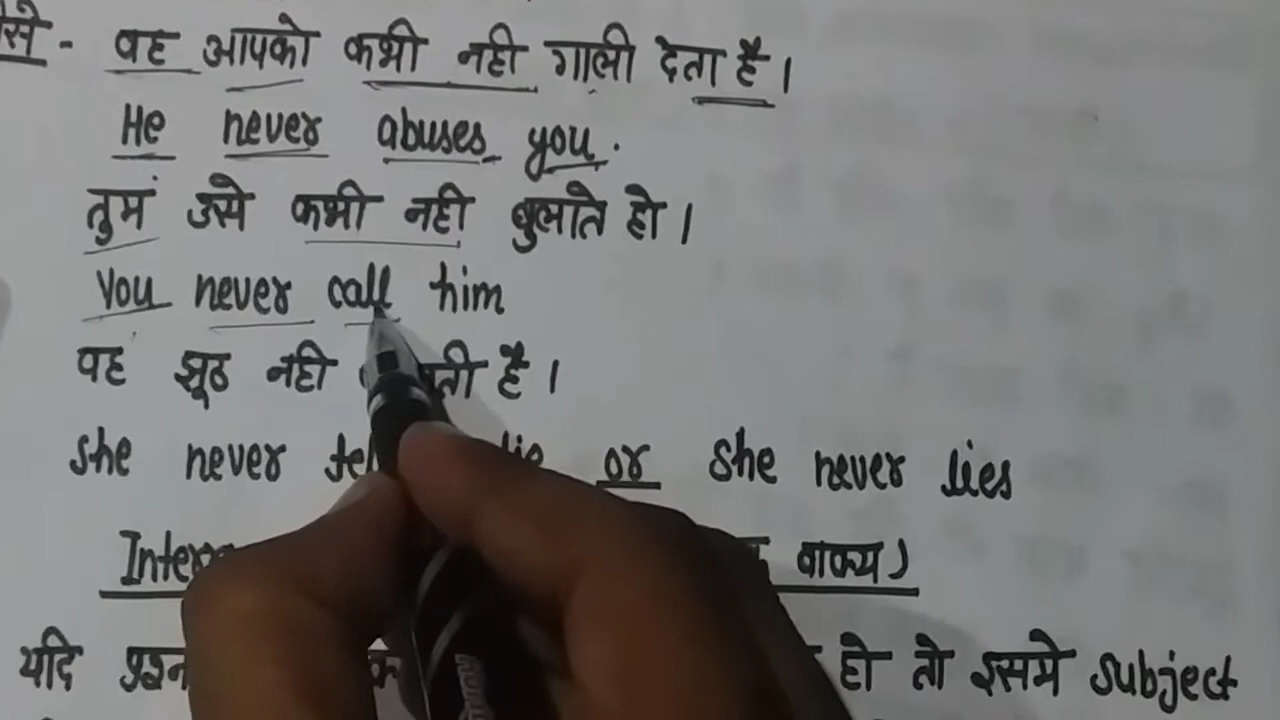 वह आपको कभी नही गाली देता है।
He never abuses you.
तुमं उसे कभी नही बुलाते हो।
You never call him
वह झूठ नही है।
She never or She never lies
वाक्य)
यदि हो तो इसमे subject